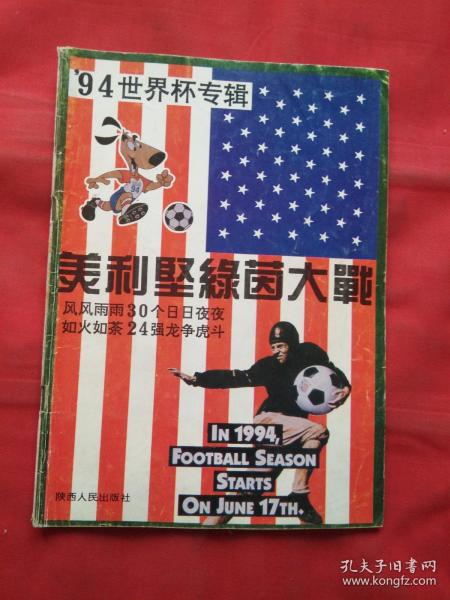 '94世界杯专辑
94
美利堅綠茵大戰
风风雨雨30个日日夜夜
如火如荼24强龙争虎斗
IN 1994,
FOOTBALL SEASON
STARTS
ON JUNE 17TH.
陕西人民出版社
孔夫子旧书网
www.kongfz.com